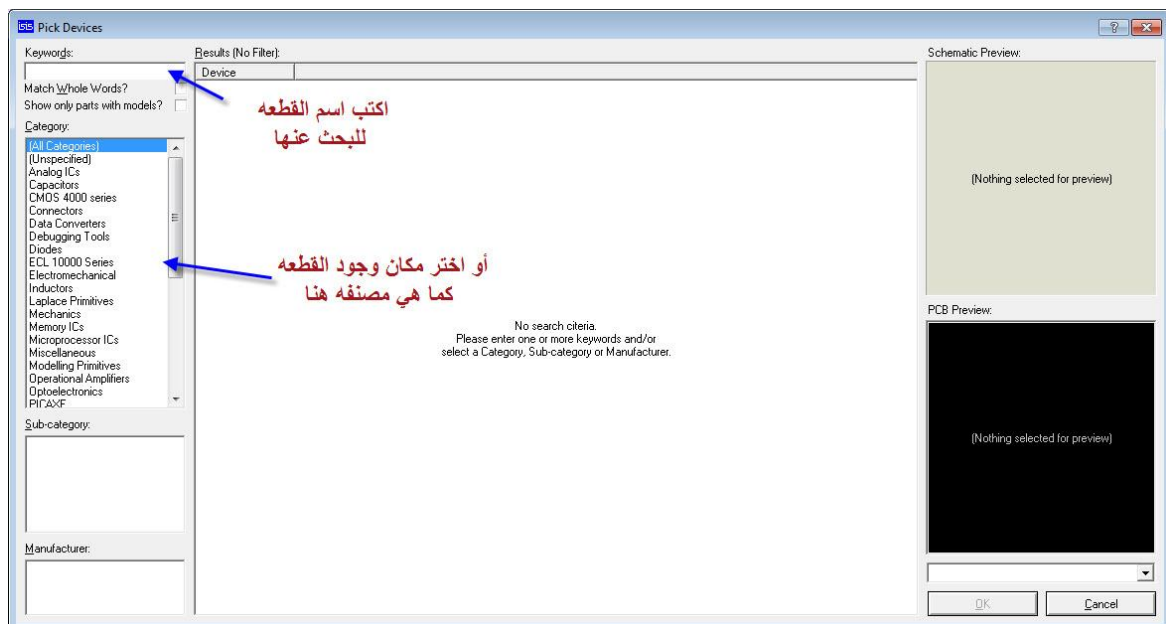 ISIS Pick Devices
Keywords:
Results (No Filter):
Schematic Preview:
Device
Match Whole Words?
Show only parts with models?
اكتب اسم القطعه
للبحث عنها
Category:
(All Categories)
(Unspecified)
Analog ICs
Capacitors
CMOS 4000 series
Connectors
Data Converters
Debugging Tools
Diodes
ECL 10000 Series
Electromechanical
Inductors
Laplace Primitives
Mechanics
Memory ICs
Microprocessor ICs
Miscellaneous
Modelling Primitives
Operational Amplifiers
Optoelectronics
PICAXE
أو اختر مكان وجود القطعه
كما هي مصنفه هنا
No search citeria.
Please enter one or more keywords and/or
select a Category, Sub-category or Manufacturer.
(Nothing selected for preview)
PCB Preview:
(Nothing selected for preview)
Sub-category:
Manufacturer:
OK
Cancel